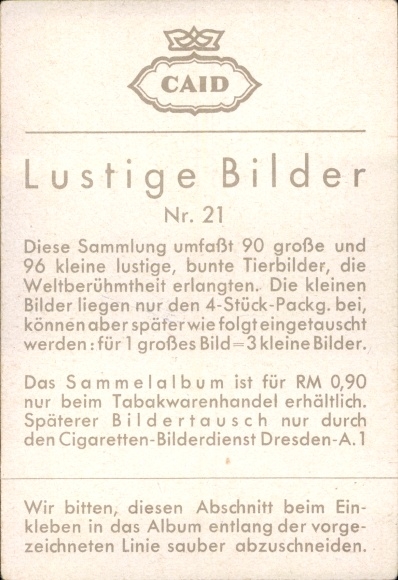 CAID
Lustige Bilder
Nr. 21
Diese Sammlung umfaßt 90 große und
96 kleine lustige, bunte Tierbilder, die
Weltberühmtheit erlangten. Die kleinen
Bilder liegen nur den 4-Stück-Packg. bei,
können aber später wie folgt eingetauscht
werden: für 1 großes Bild = 3 kleine Bilder.
Das Sammelalbum ist für RM 0,90
nur beim Tabakwarenhandel erhältlich.
Späterer Bildertausch nur durch
den Cigaretten-Bilderdienst Dresden-A. 1
Wir bitten, diesen Abschnitt beim Ein-
kleben in das Album entlang der vorge-
zeichneten Linie sauber abzuschneiden.